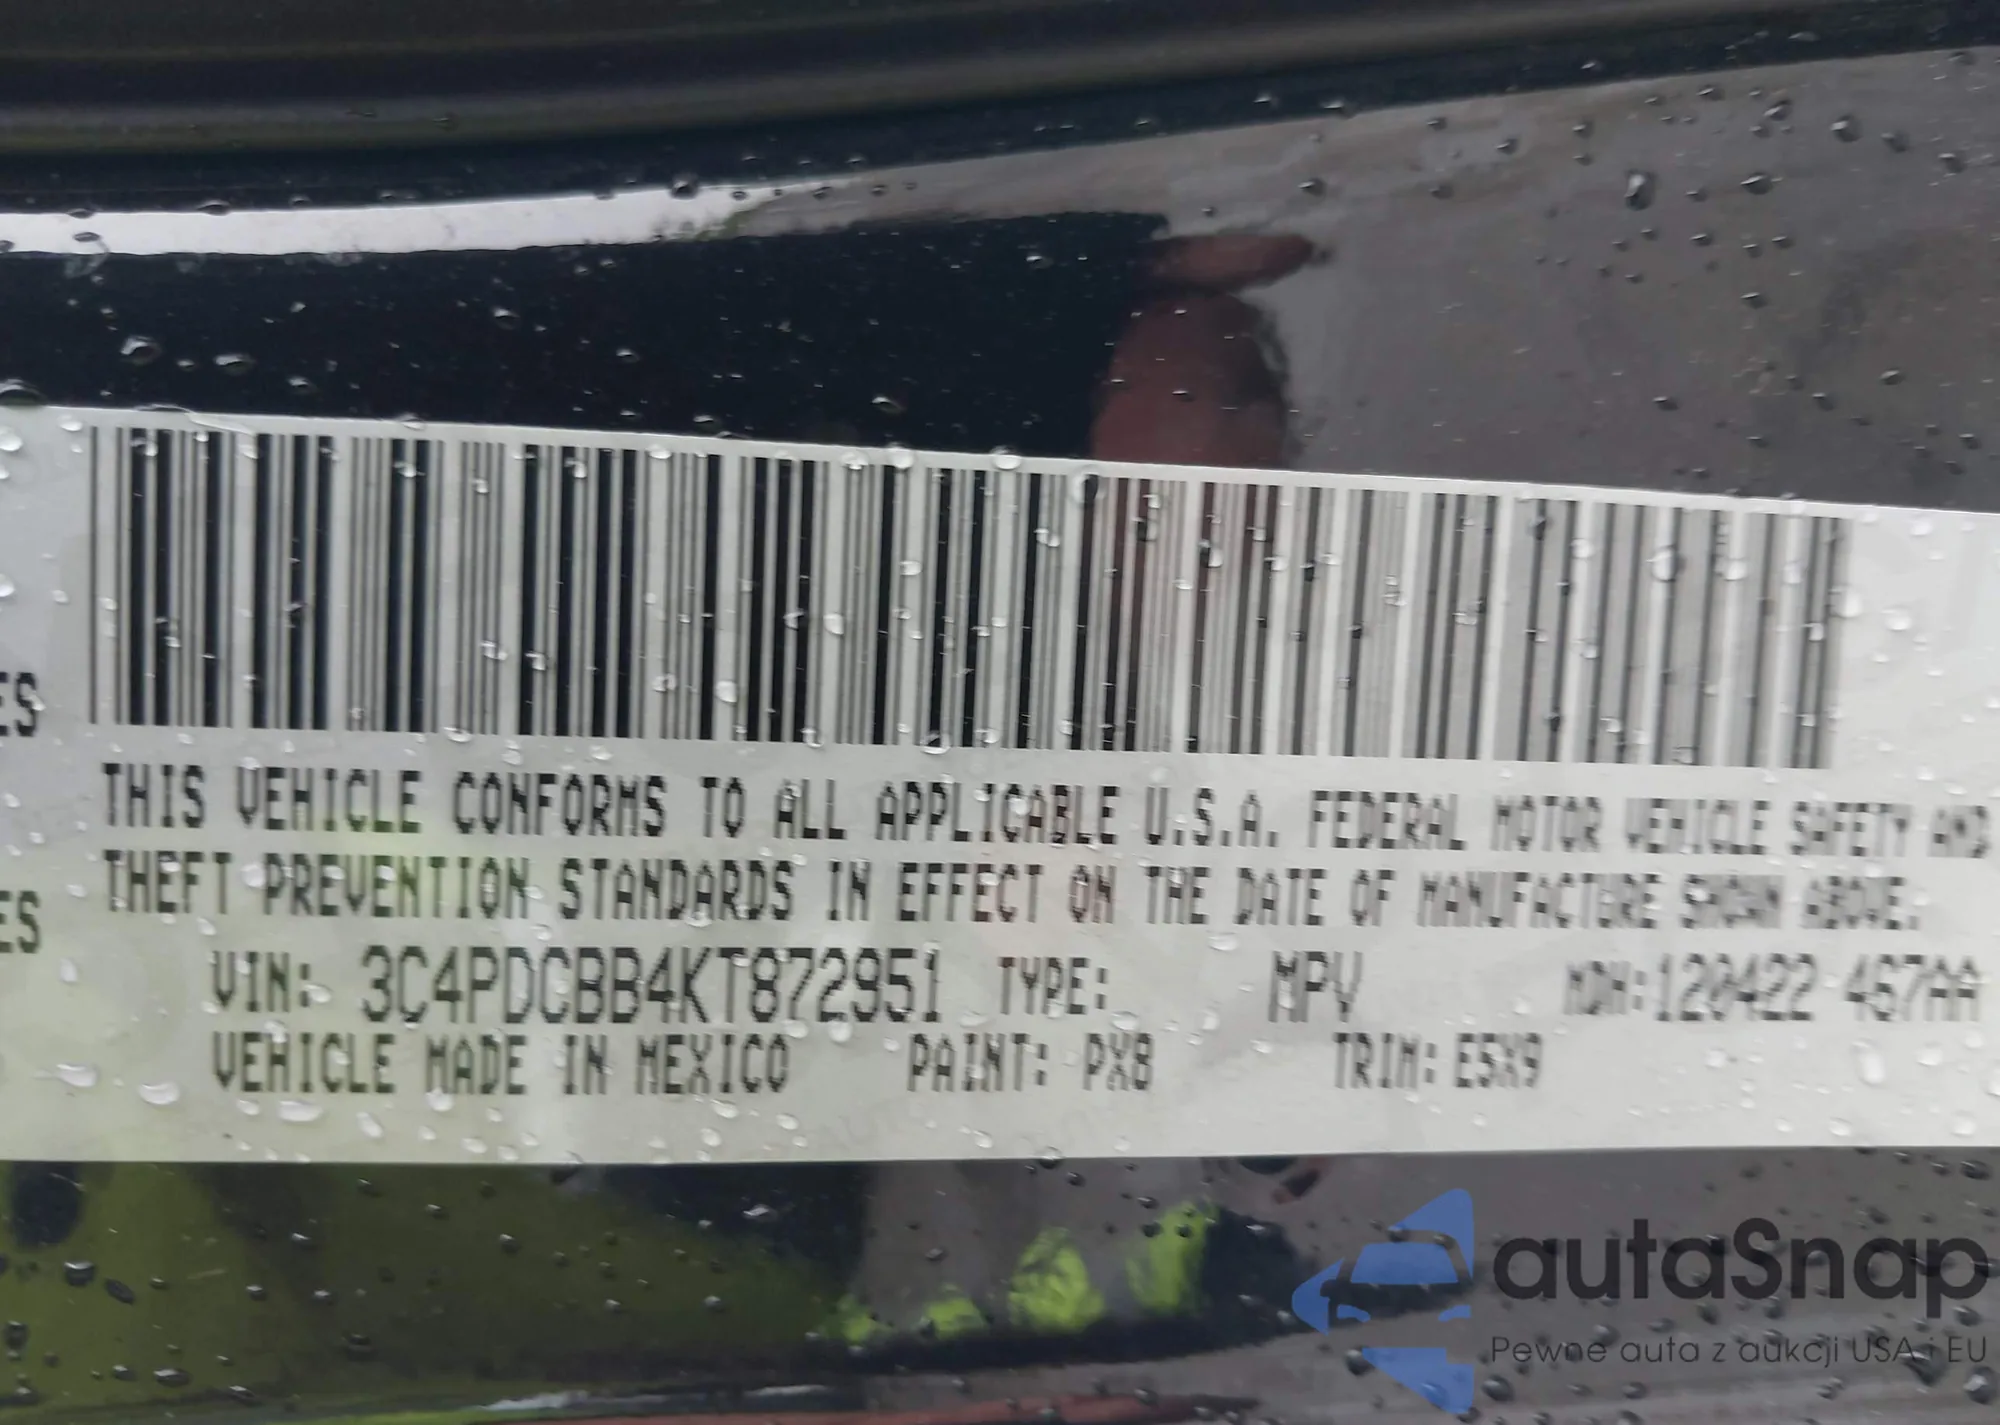 ES
THIS VEHICLE CONFORMS TO ALL APPLICABLE U.S.A. FEDERAL MOTOR VEHICLE SAFETY AND
THEFT PREVENTION STANDARDS IN EFFECT ON THE DATE OF MANUFACTURE SHOWN ABOVE.
ES
VIN: 3C4PDCBB4KT872951 TYPE: MPV MDH:120422 467AA
VEHICLE MADE IN MEXICO PAINT: PX8 TRIM: E5X9
autaSnap
Pewne auta z aukcji USA i EU